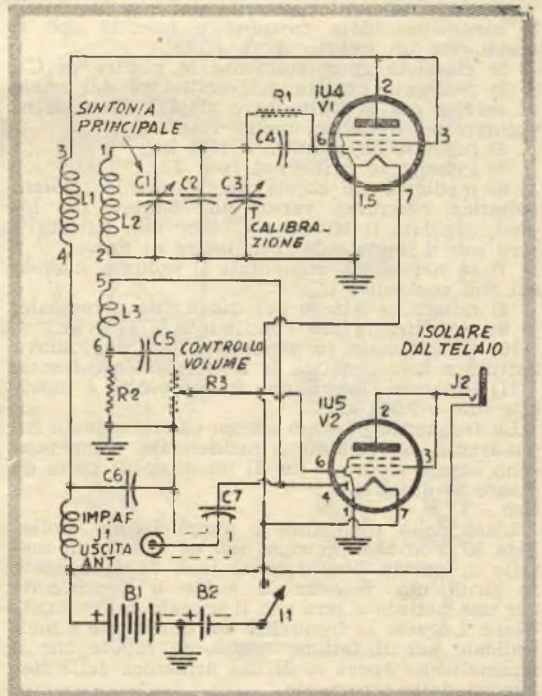 1U4
V1
2
R1
SINTONIA
PRINCIPALE
C4
6
3
3
1
1,5
7
L1
L2
C1
C2
C3
T
CALIBRA-
ZIONE
4
2
5
L3
6
C5
CONTROLLO
VOLUME
R3
R2
ISOLARE
DAL TELAIO
1U5
V2
2
J2
6
3
4
1
7
C6
C7
IMP. AF
J1
USCITA
ANT.
B1
B2
I1
+
+